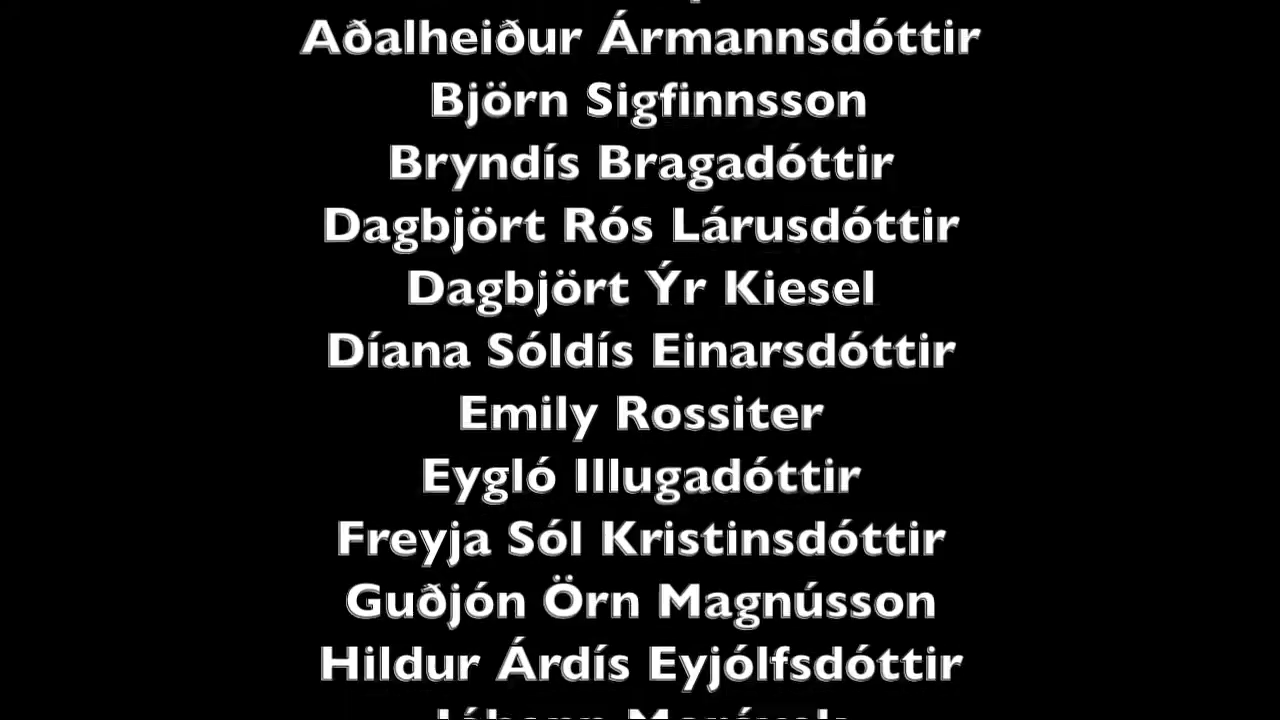 Aðalheiður Ármannsdóttir
Björn Sigfinnsson
Bryndís Bragadóttir
Dagbjört Rós Lárusdóttir
Dagbjört Ýr Kiesel
Díana Sóldís Einarsdóttir
Emily Rossiter
Eygló Illugadóttir
Freyja Sól Kristinsdóttir
Guðjón Örn Magnússon
Hildur Árdís Eyjólfsdóttir